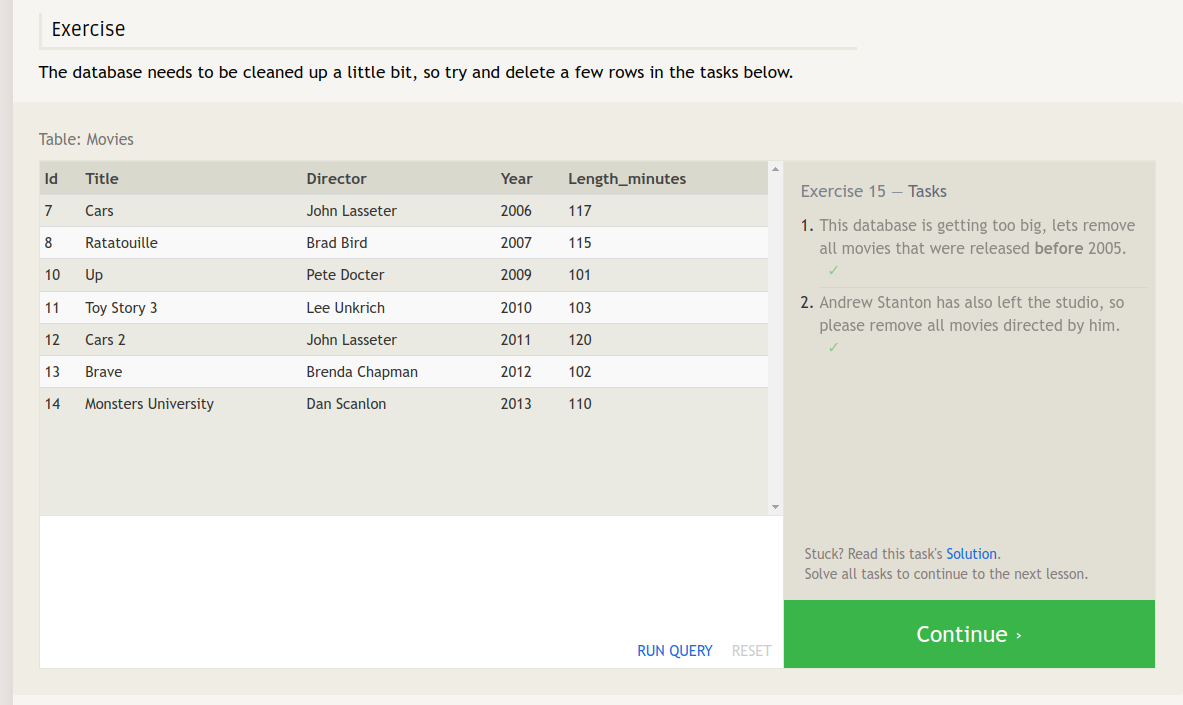 Exercise
The database needs to be cleaned up a little bit, so try and delete a few rows in the tasks below.
Table: Movies
Id Title Director Year Length_minutes
7 Cars John Lasseter 2006 117
8 Ratatouille Brad Bird 2007 115
10 Up Pete Docter 2009 101
11 Toy Story 3 Lee Unkrich 2010 103
12 Cars 2 John Lasseter 2011 120
13 Brave Brenda Chapman 2012 102
14 Monsters University Dan Scanlon 2013 110
RUN QUERY RESET
Exercise 15 — Tasks
1. This database is getting too big, lets remove
all movies that were released before 2005.
✓
2. Andrew Stanton has also left the studio, so
please remove all movies directed by him.
✓
Stuck? Read this task's Solution.
Solve all tasks to continue to the next lesson.
Continue ›